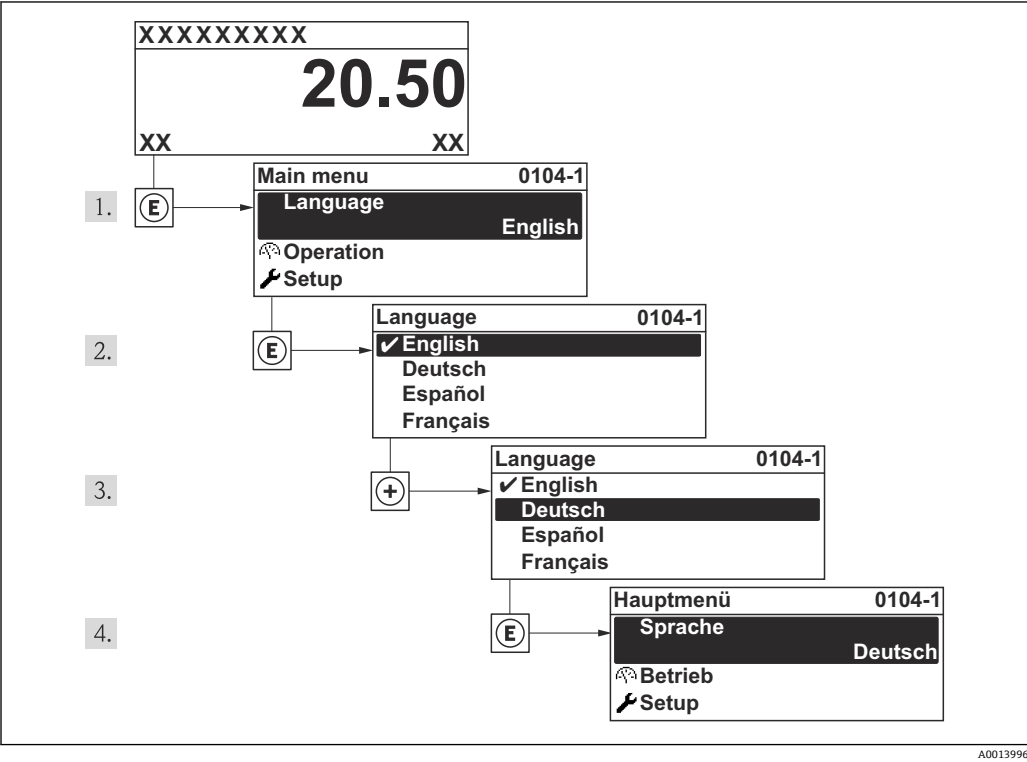 XXXXXXXXX
20.50
XX XX
1. E
Main menu 0104-1
Language
English
Operation
Setup
2. E
Language 0104-1
✔ English
Deutsch
Español
Français
3. +
Language 0104-1
✔ English
Deutsch
Español
Français
4. E
Hauptmenü 0104-1
Sprache
Deutsch
Betrieb
Setup
A0013996